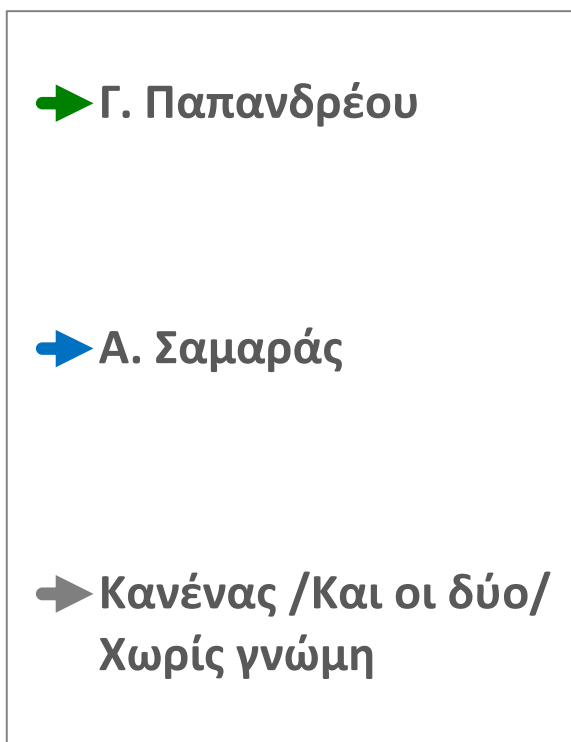 Γ. Παπανδρέου
Α. Σαμαράς
Κανένας /Και οι δύο/
Χωρίς γνώμη